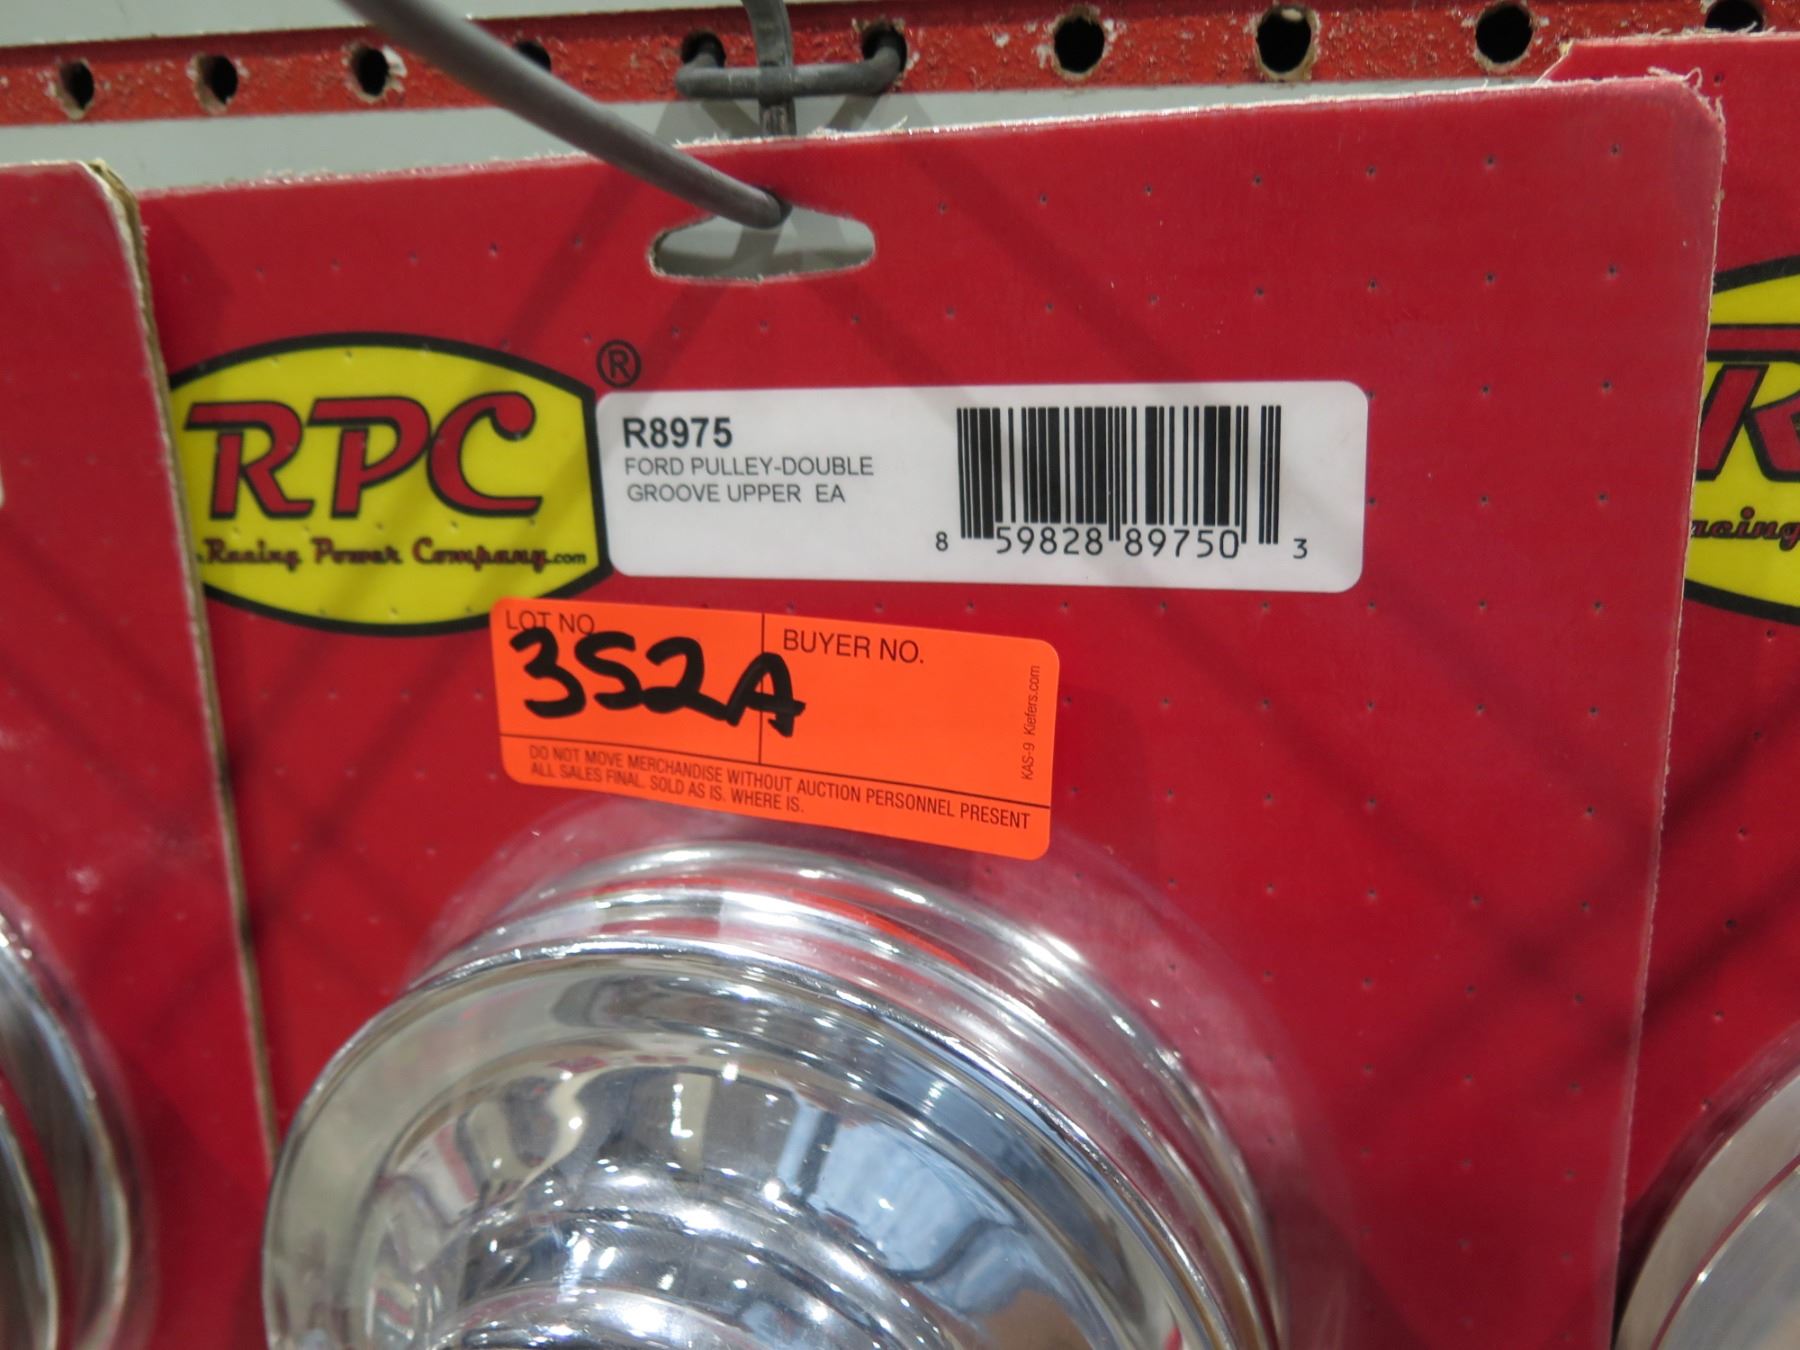 RPC®
Racing Power Company.com
R8975
FORD PULLEY-DOUBLE
GROOVE UPPER EA
8 59828 89750 3
LOT NO.
352A
BUYER NO.
KAS-9 Kiefers.com
DO NOT MOVE MERCHANDISE WITHOUT AUCTION PERSONNEL PRESENT
ALL SALES FINAL. SOLD AS IS. WHERE IS.